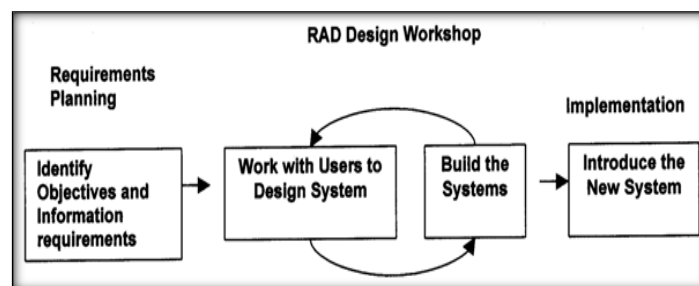 RAD Design Workshop
Requirements
Planning
Implementation
Identify
Objectives and
Information
requirements
Work with Users to
Design System
Build the
Systems
Introduce the
New System